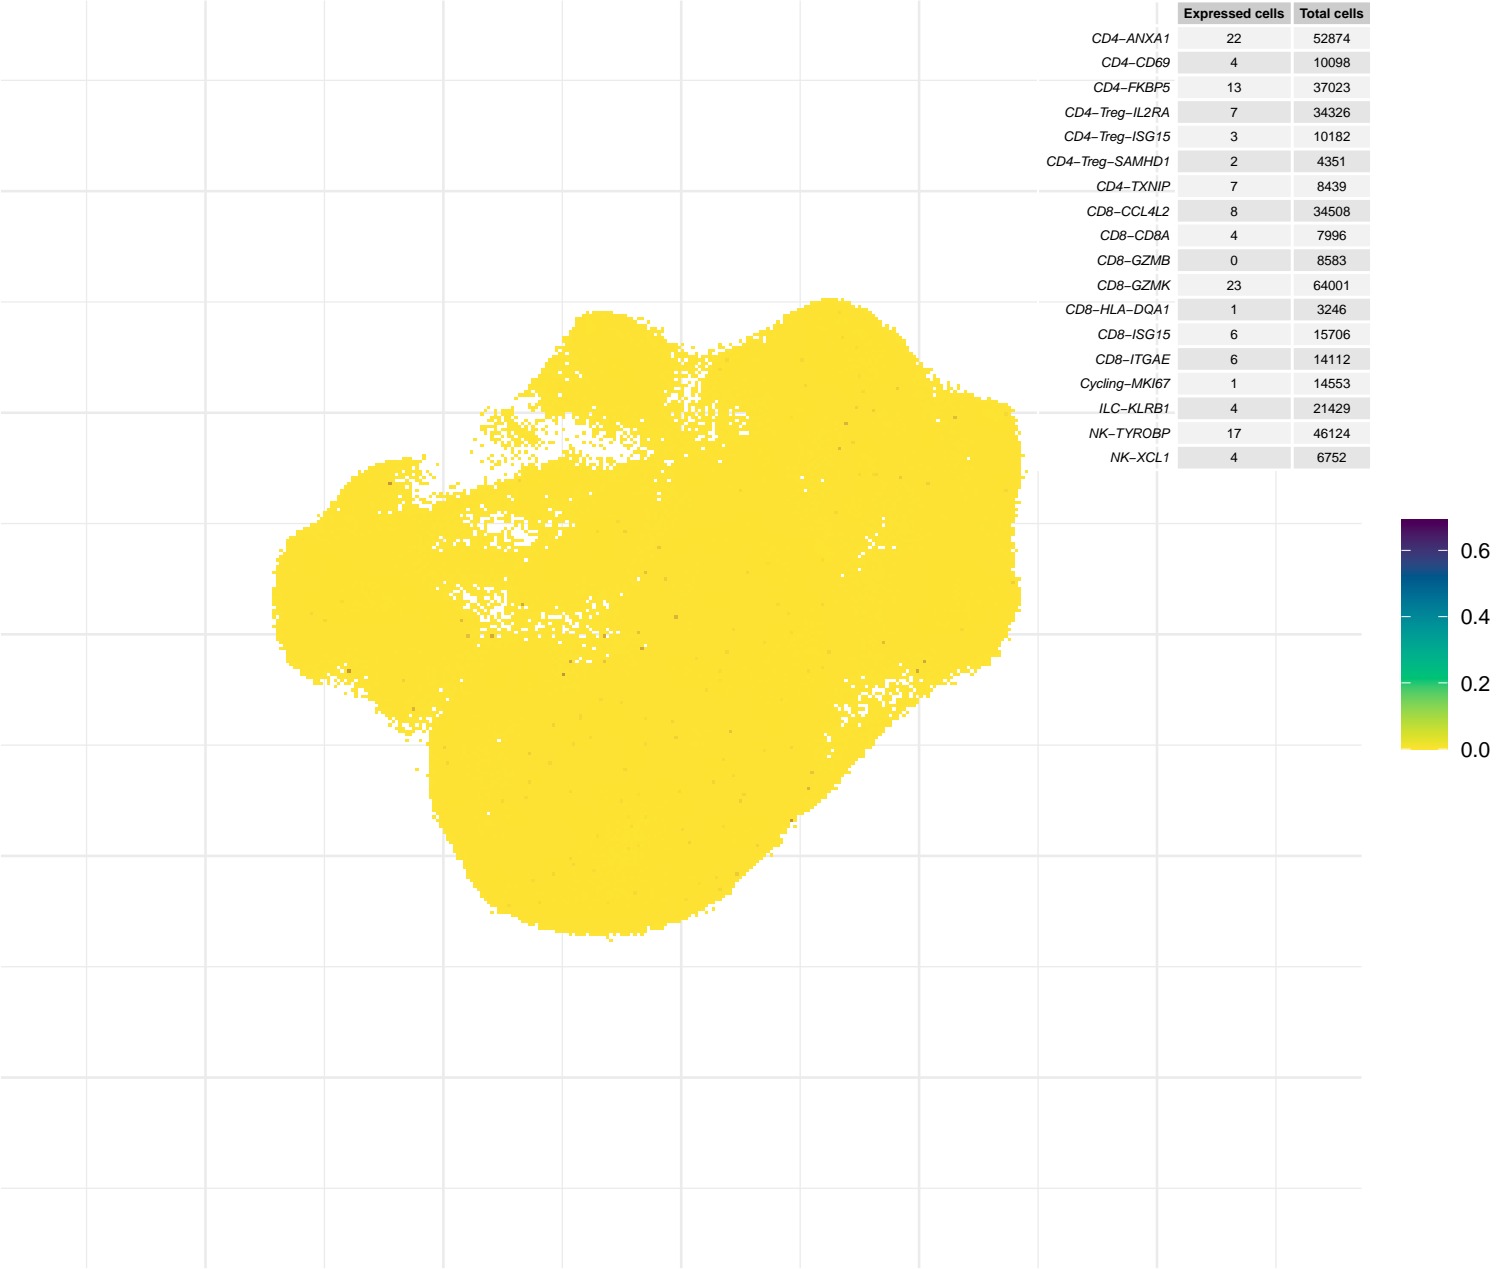 Expressed cells Total cells
CD4−ANXA1 22 52874
CD4−CD69 4 10098
CD4−FKBP5 13 37023
CD4−Treg−IL2RA 7 34326
CD4−Treg−ISG15 3 10182
CD4−Treg−SAMHD1 2 4351
CD4−TXNIP 7 8439
CD8−CCL4L2 8 34508
CD8−CD8A 4 7996
CD8−GZMB 0 8583
CD8−GZMK 23 64001
CD8−HLA−DQA1 1 3246
CD8−ISG15 6 15706
CD8−ITGAE 6 14112
Cycling−MKI67 1 14553
ILC−KLRB1 4 21429
NK−TYROBP 17 46124
NK−XCL1 4 6752
0.6
0.4
0.2
0.0